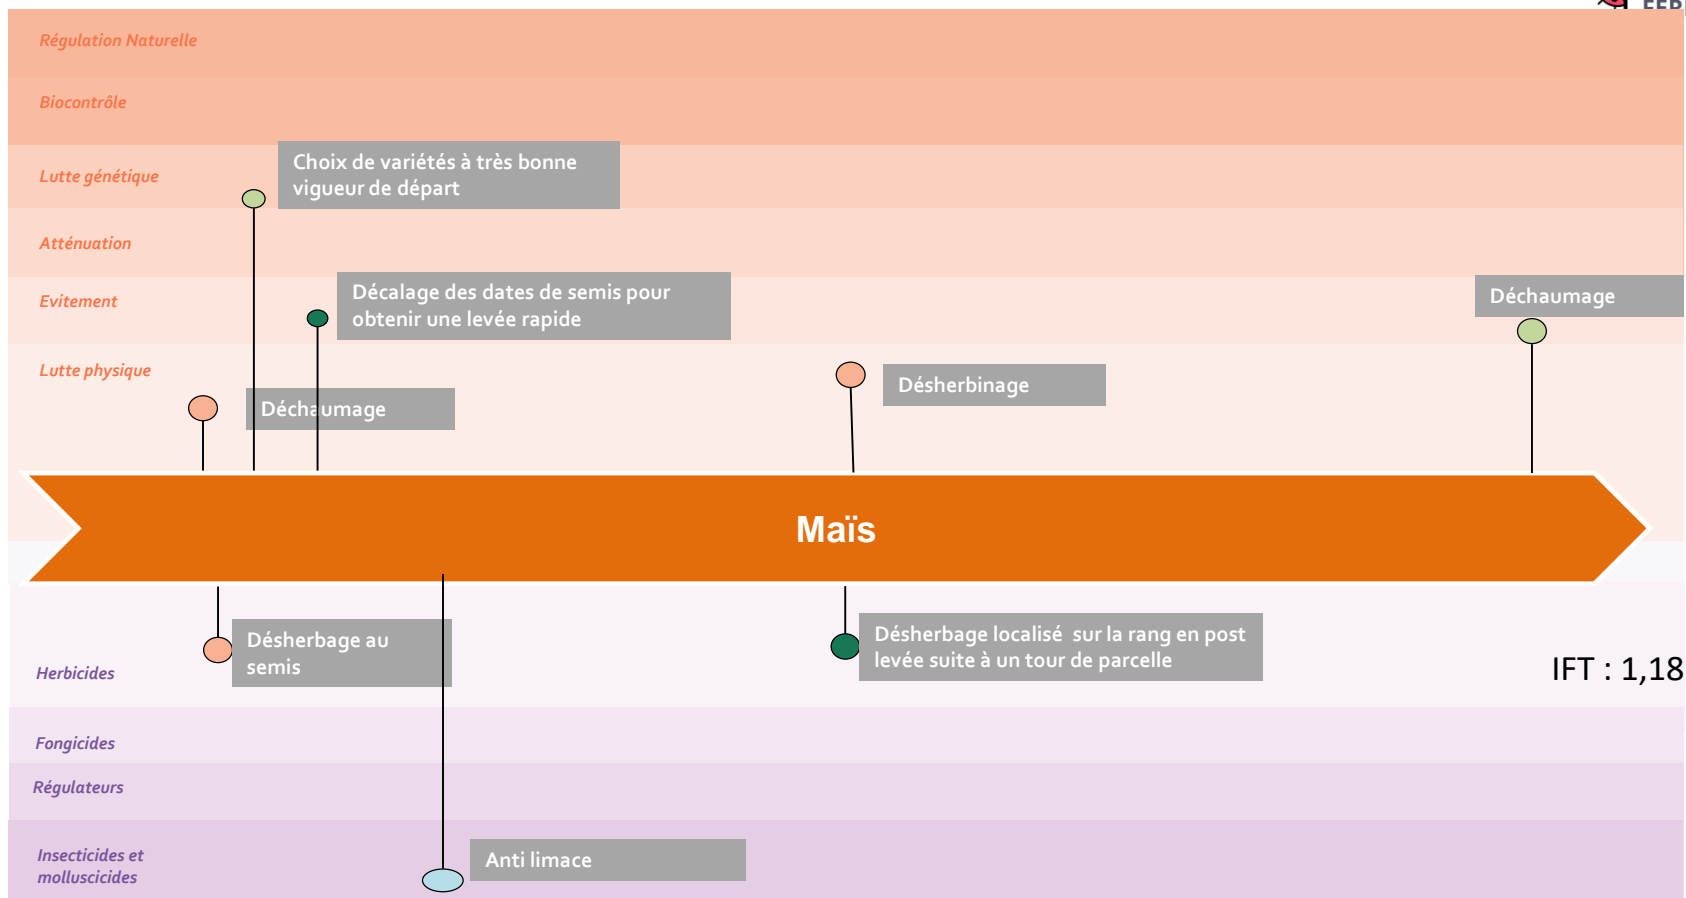 Régulation Naturelle
Biocontrôle
Choix de variétés à très bonne
vigueur de départ
Lutte génétique
Atténuation
Décalage des dates de semis pour
obtenir une levée rapide
Evitement
Déchaumage
Lutte physique
Déchaumage
Désherbinage
Maïs
Désherbage au
semis
Désherbage localisé  sur la rang en post
levée suite à un tour de parcelle
Herbicides
IFT : 1,18
Fongicides
Régulateurs
Insecticides et
molluscicides
Anti limace